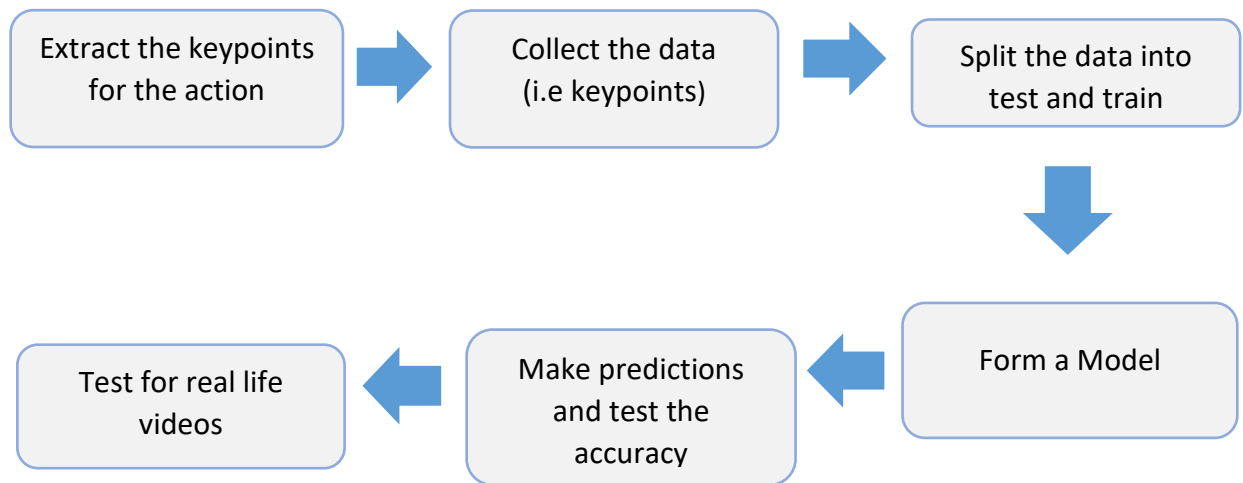 Extract the keypoints
for the action
Collect the data
(i.e keypoints)
Split the data into
test and train
Form a Model
Make predictions
and test the
accuracy
Test for real life
videos